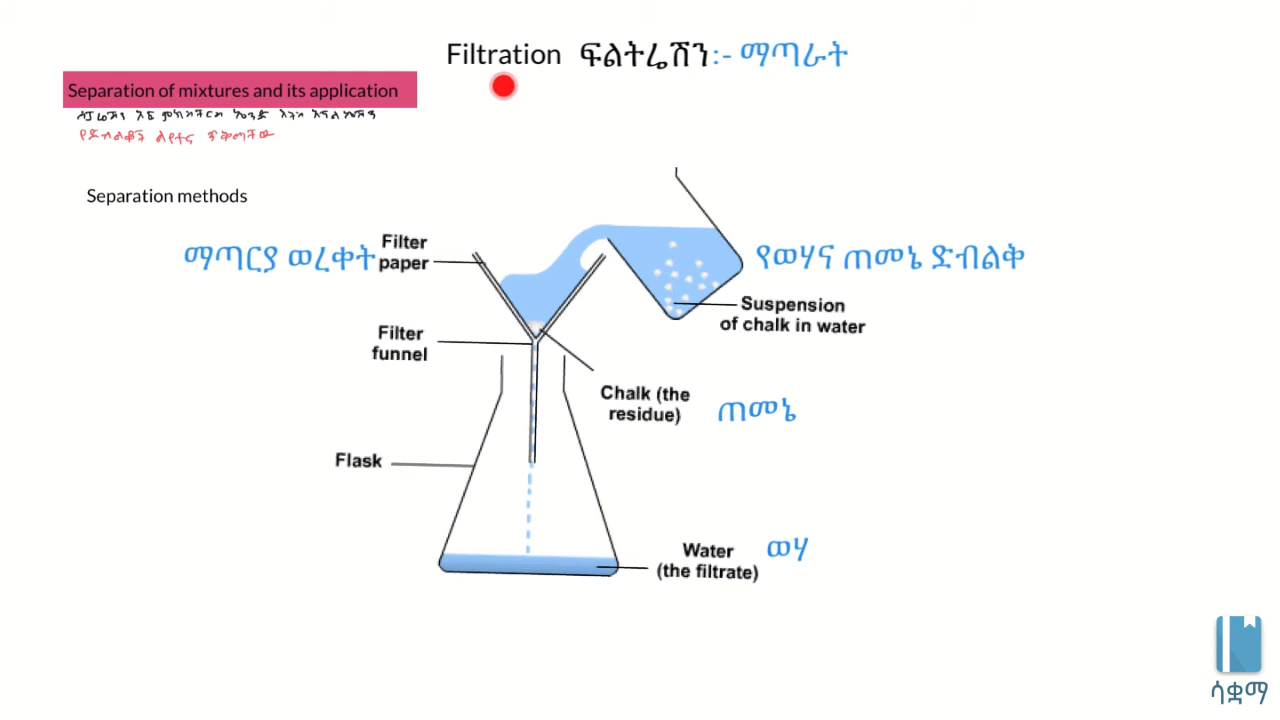 Filtration ፍልትሬሽን:- ማጣራት
Separation of mixtures and its application
የድብልቆች ልየታና ጥቅማቸው
Separation methods
ማጣርያ ወረቀት
Filter
paper
የወሃና ጠመኔ ድብልቅ
Suspension
of chalk in water
Filter
funnel
Chalk (the
residue)
ጠመኔ
Flask
Water
(the filtrate)
ወሃ
ሳቋማ